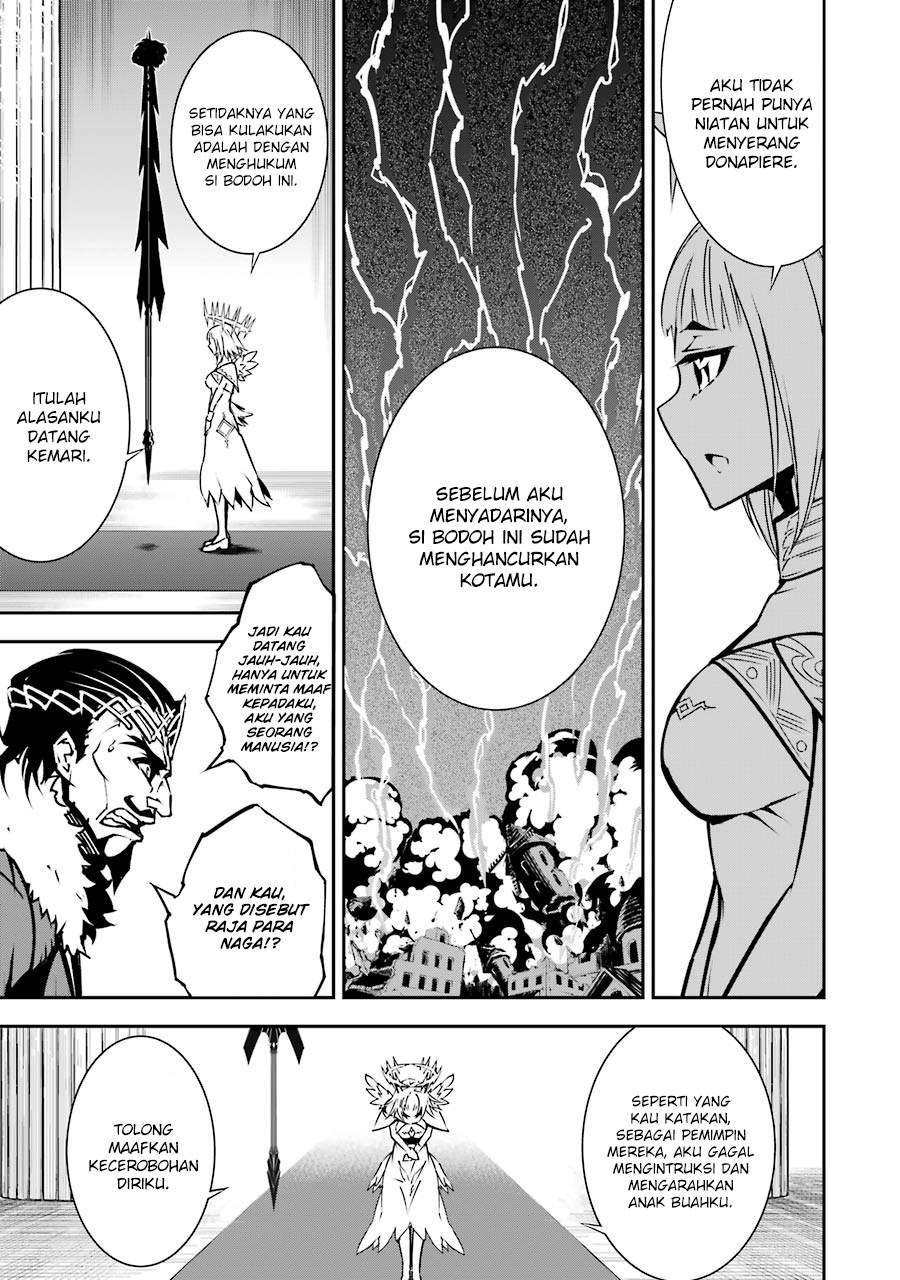 AKU TIDAK
PERNAH PUNYA
NIATAN UNTUK
MENYERANG
DONAPIERE.
SEBELUM AKU
MENYADARINYA,
SI BODOH INI SUDAH
MENGHANCURKAN
KOTAMU.
SETIDAKNYA YANG
BISA KULAKUKAN
ADALAH DENGAN
MENGHUKUM
SI BODOH INI.
ITULAH
ALASANKU
DATANG
KEMARI.
JADI KAU
DATANG
JAUH-JAUH,
HANYA UNTUK
MEMINTA MAAF
KEPADAKU,
AKU YANG
SEORANG
MANUSIA!?
DAN KAU,
YANG DISEBUT
RAJA PARA
NAGA!?
SEPERTI YANG
KAU KATAKAN,
SEBAGAI PEMIMPIN
MEREKA, AKU GAGAL
MENGINTRUKSI DAN
MENGARAHKAN
ANAK BUAHKU.
TOLONG
MAAFKAN
KECEROBOHAN
DIRIKU.